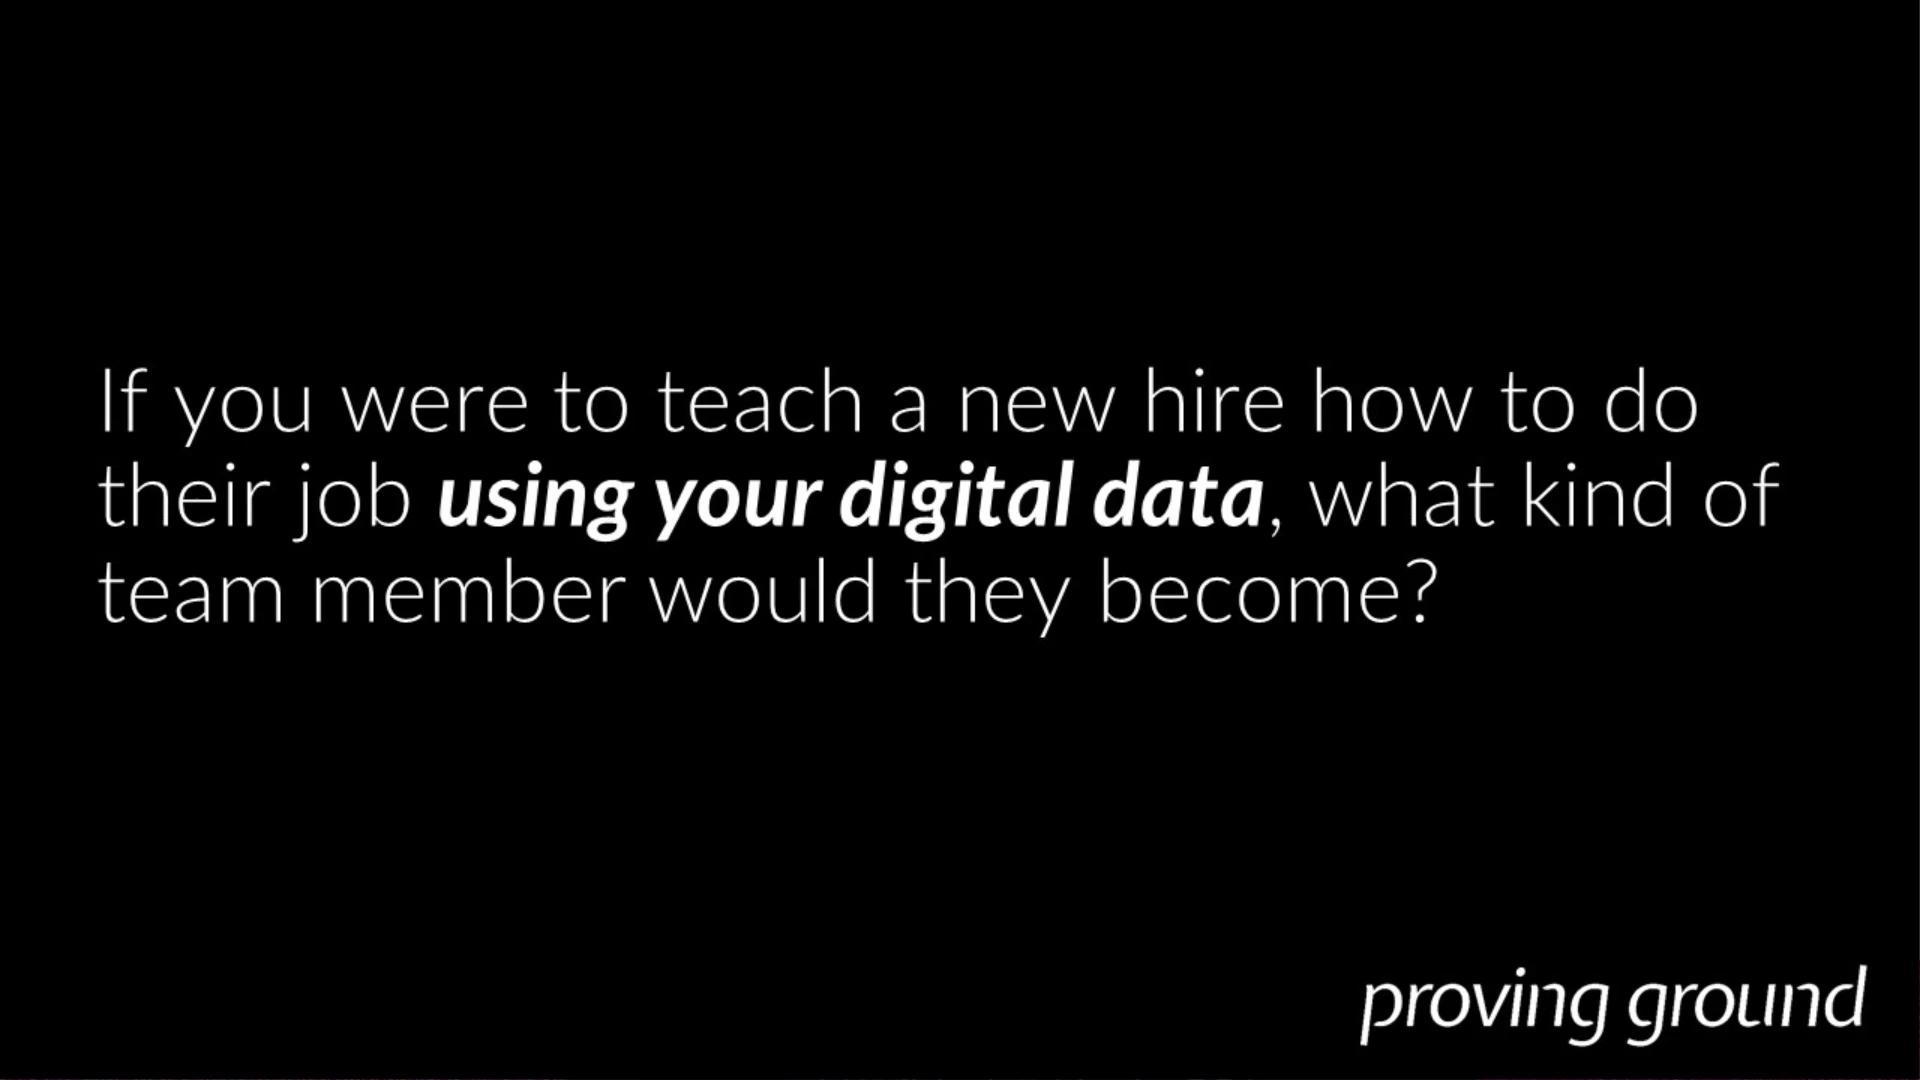 If you were to teach a new hire how to do
their job using your digital data, what kind of
team member would they become?
proving ground